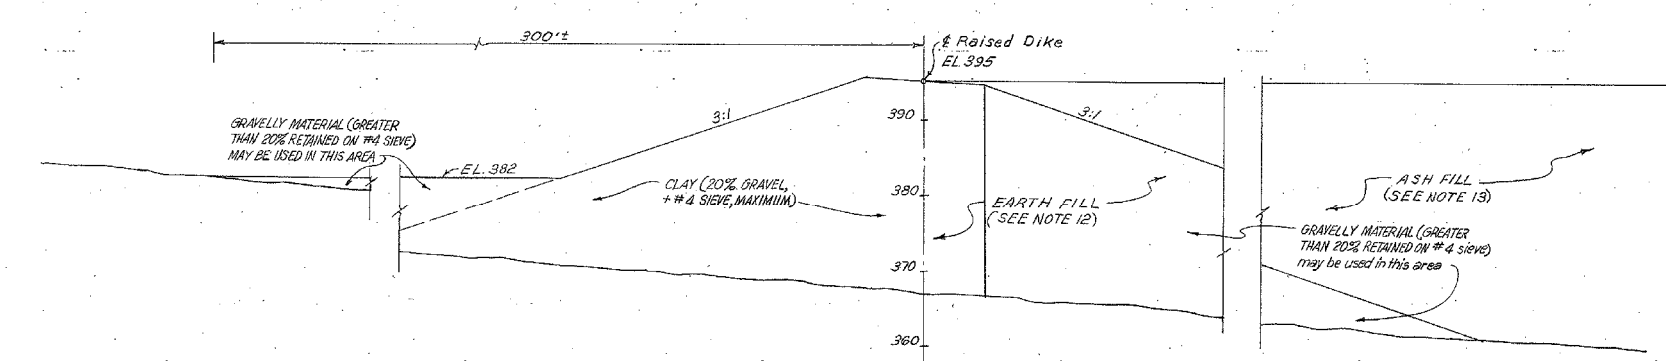 300'±
℄ Raised Dike
EL. 395
3:1
3:1
390
GRAVELLY MATERIAL (GREATER
THAN 20% RETAINED ON #4 SIEVE)
MAY BE USED IN THIS AREA
EL. 382
CLAY (20% GRAVEL,
+ #4 SIEVE, MAXIMUM)
380
EARTH FILL
(SEE NOTE 12)
ASH FILL
(SEE NOTE 13)
GRAVELLY MATERIAL (GREATER
THAN 20% RETAINED ON #4 sieve)
may be used in this area
370
360